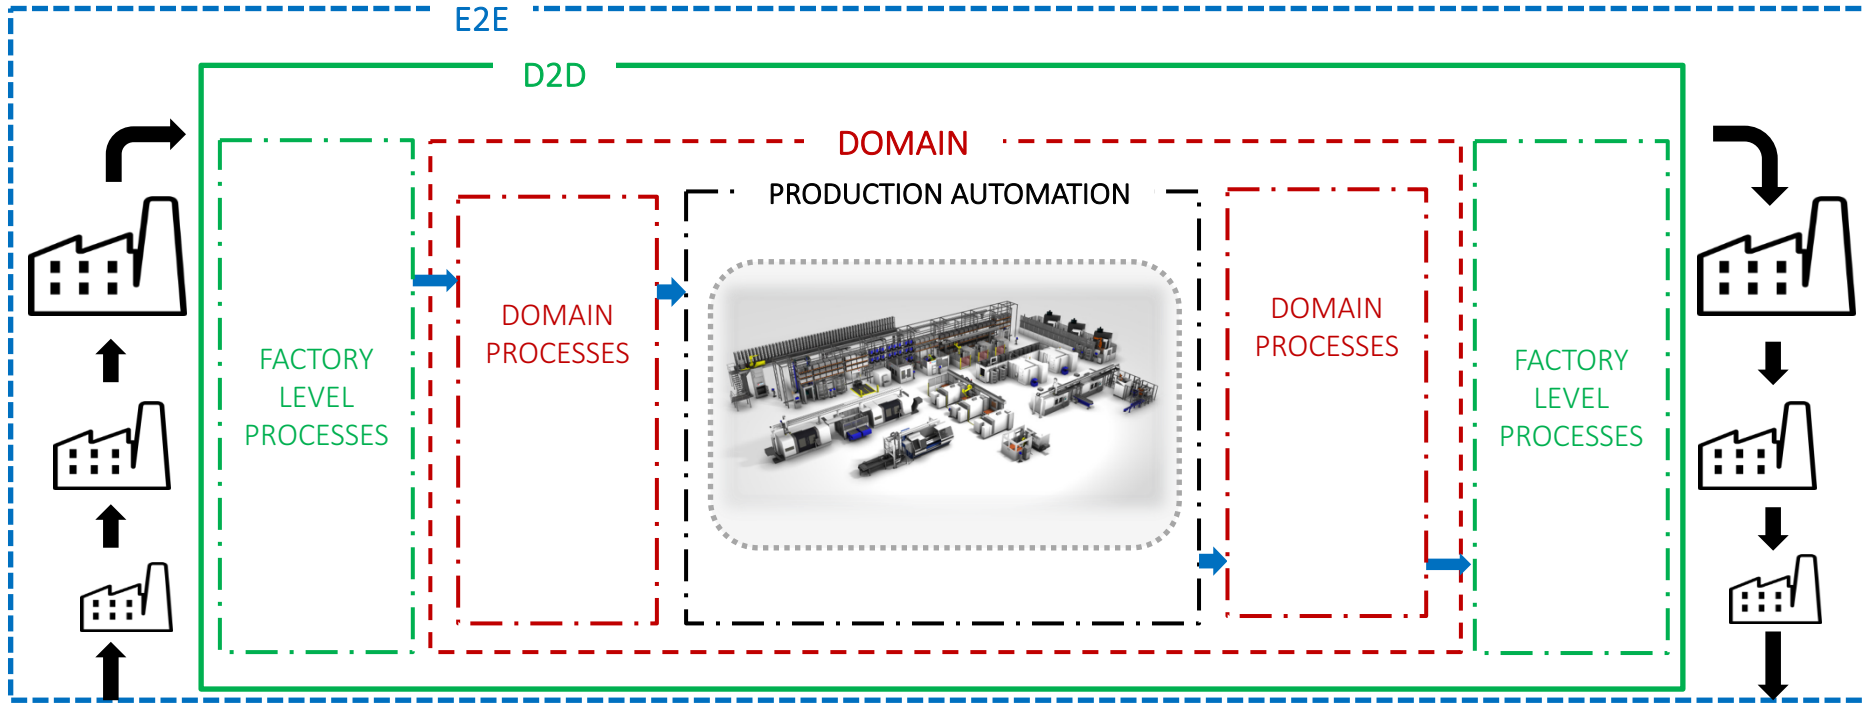 E2E
D2D
DOMAIN
PRODUCTION AUTOMATION
FACTORY
LEVEL
PROCESSES
DOMAIN
PROCESSES
DOMAIN
PROCESSES
FACTORY
LEVEL
PROCESSES